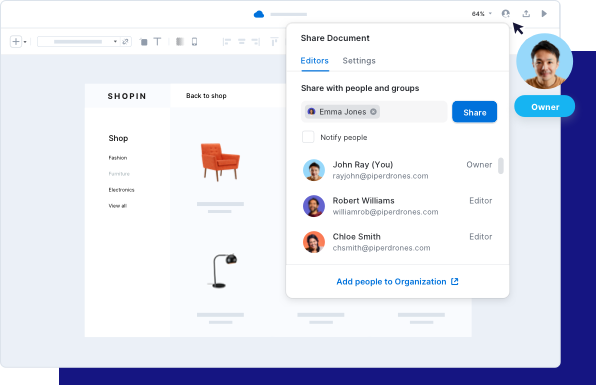 64%
Share Document
Editors Settings
Share with people and groups
Emma Jones
Share
Notify people
John Ray (You) Owner
rayjohn@piperdrones.com
Robert Williams Editor
williamrob@piperdrones.com
Chloe Smith Editor
chsmith@piperdrones.com
Add people to Organization
Owner
SHOPIN
Back to shop
Shop
Fashion
Furniture
Electronics
View all